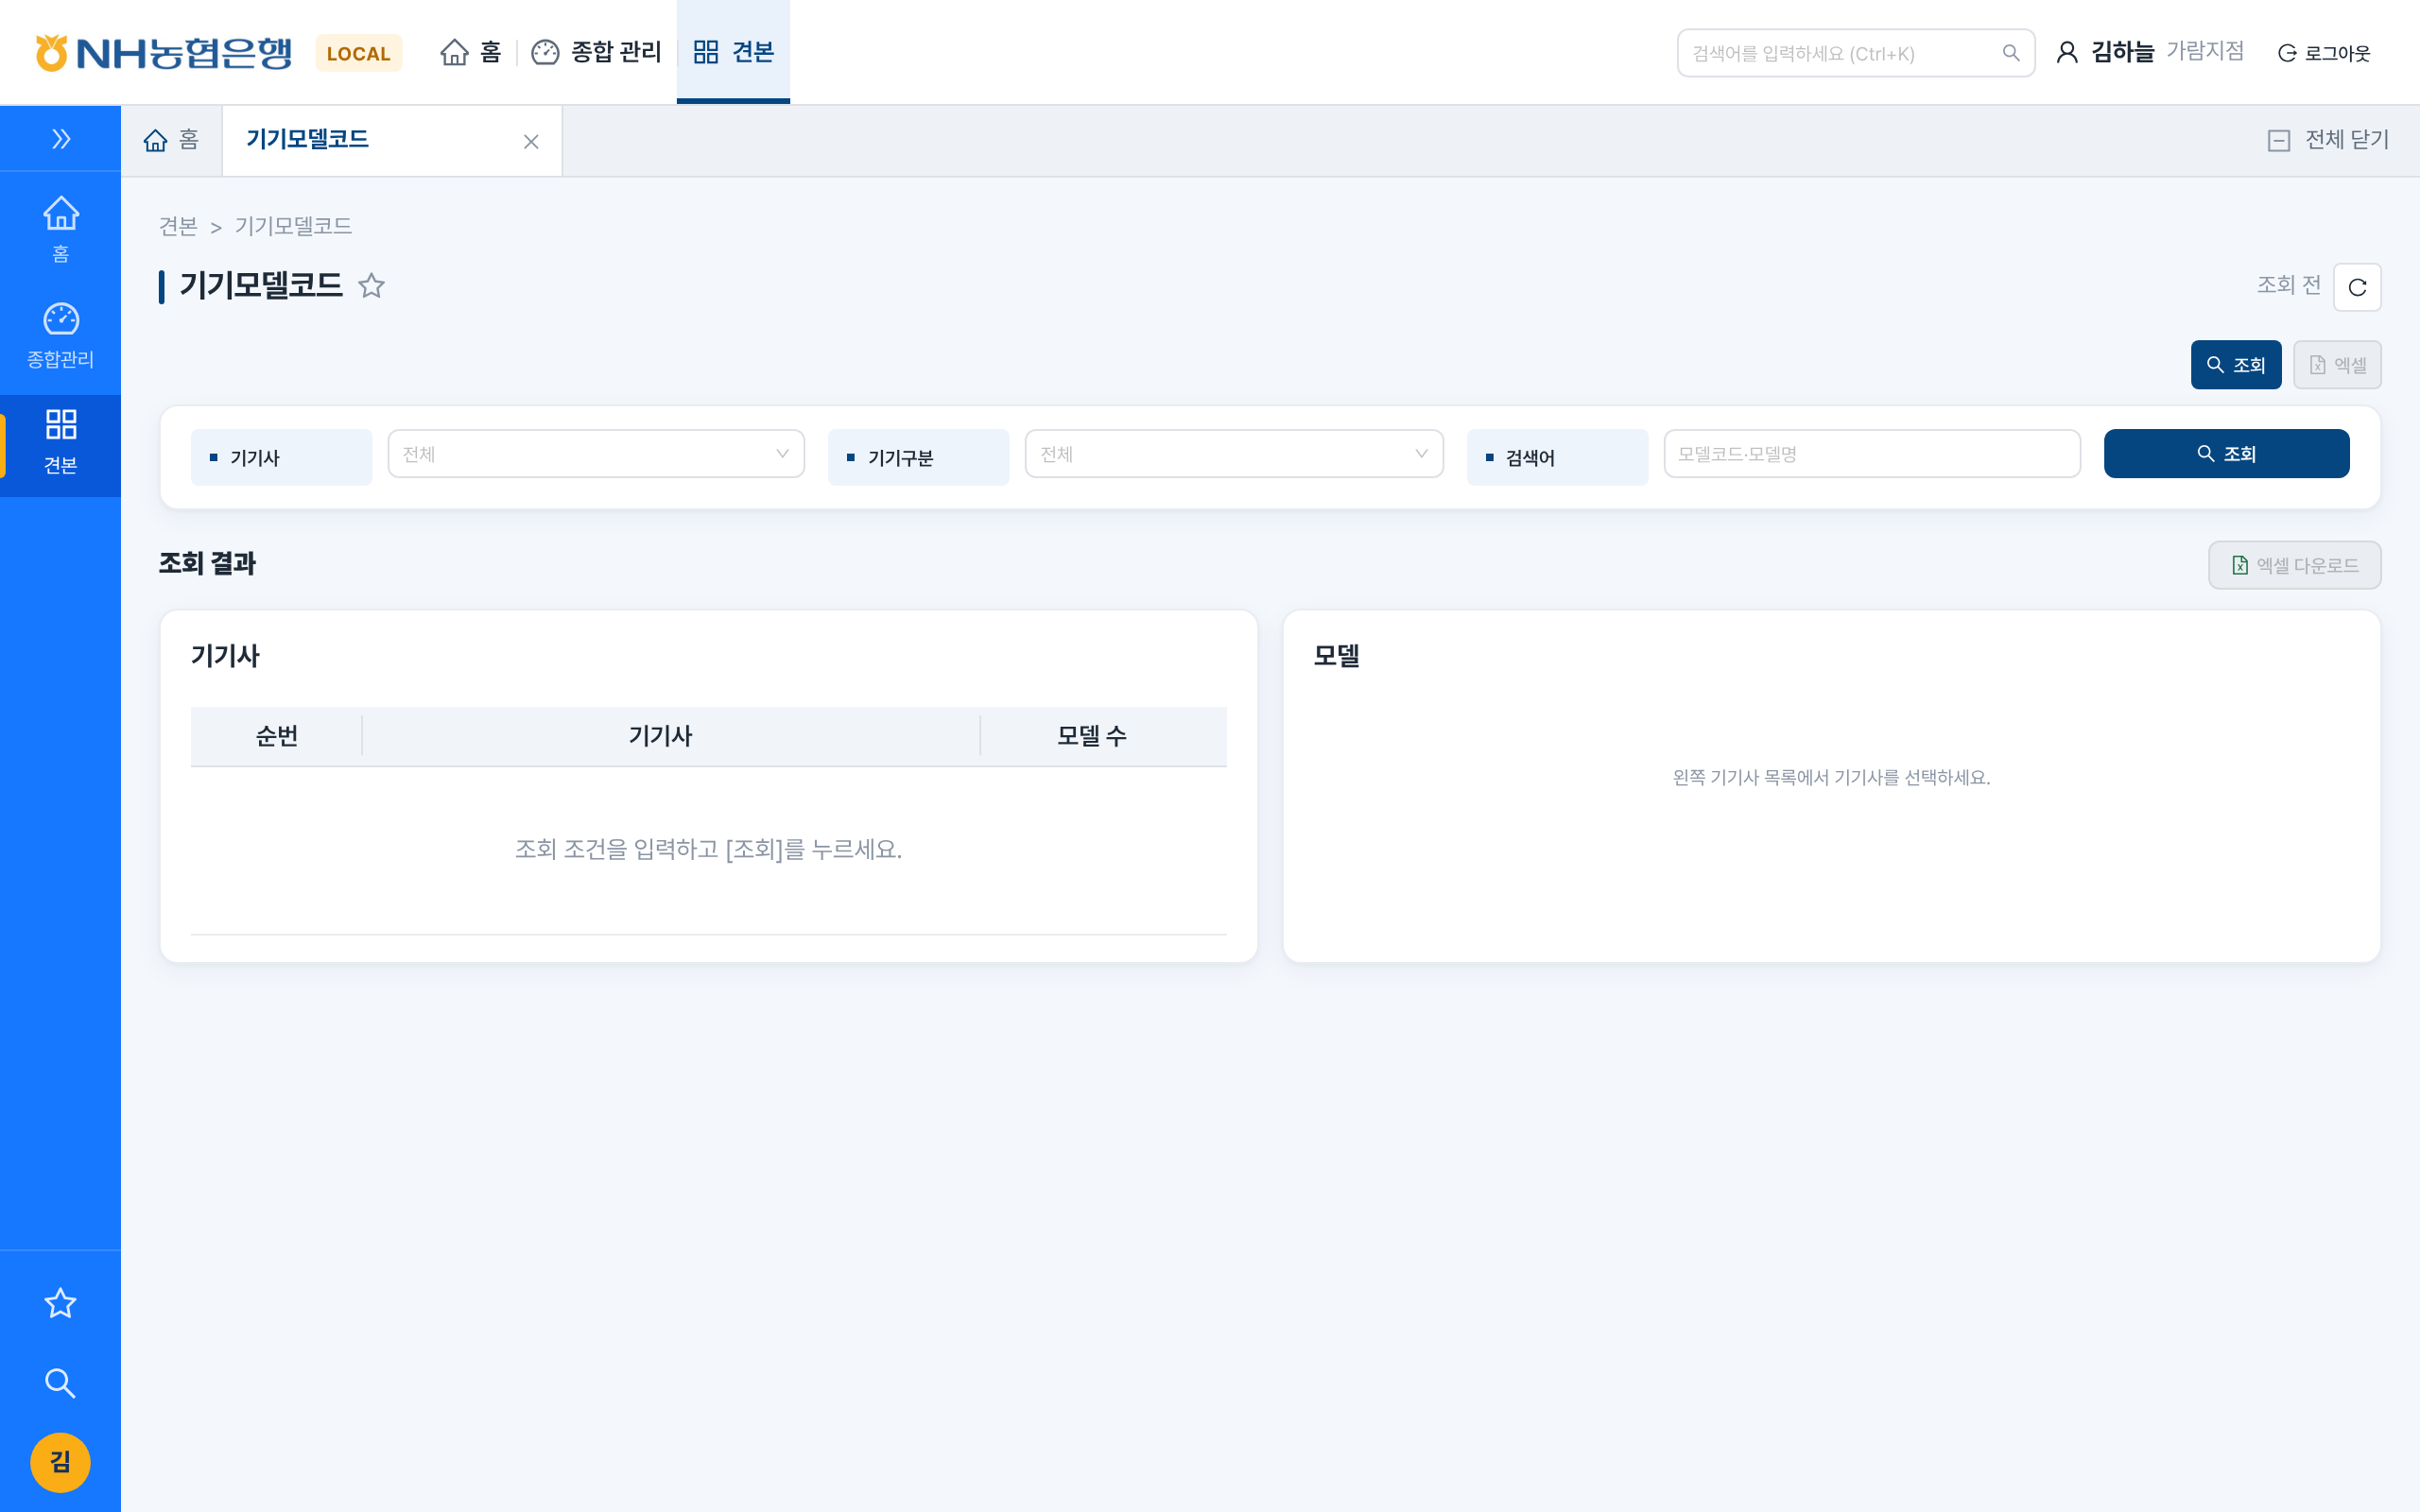 NH농협은행 LOCAL 홈 종합 관리 견본 검색어를 입력하세요 (Ctrl+K) 김하늘 가람지점 로그아웃
홈 기기모델코드 전체 닫기
홈
종합관리
견본
김
견본 > 기기모델코드
기기모델코드 조회 전
조회 엑셀
기기사 전체 기기구분 전체 검색어 모델코드·모델명 조회
조회 결과 엑셀 다운로드
기기사
순번 기기사 모델 수
조회 조건을 입력하고 [조회]를 누르세요.
모델
왼쪽 기기사 목록에서 기기사를 선택하세요.